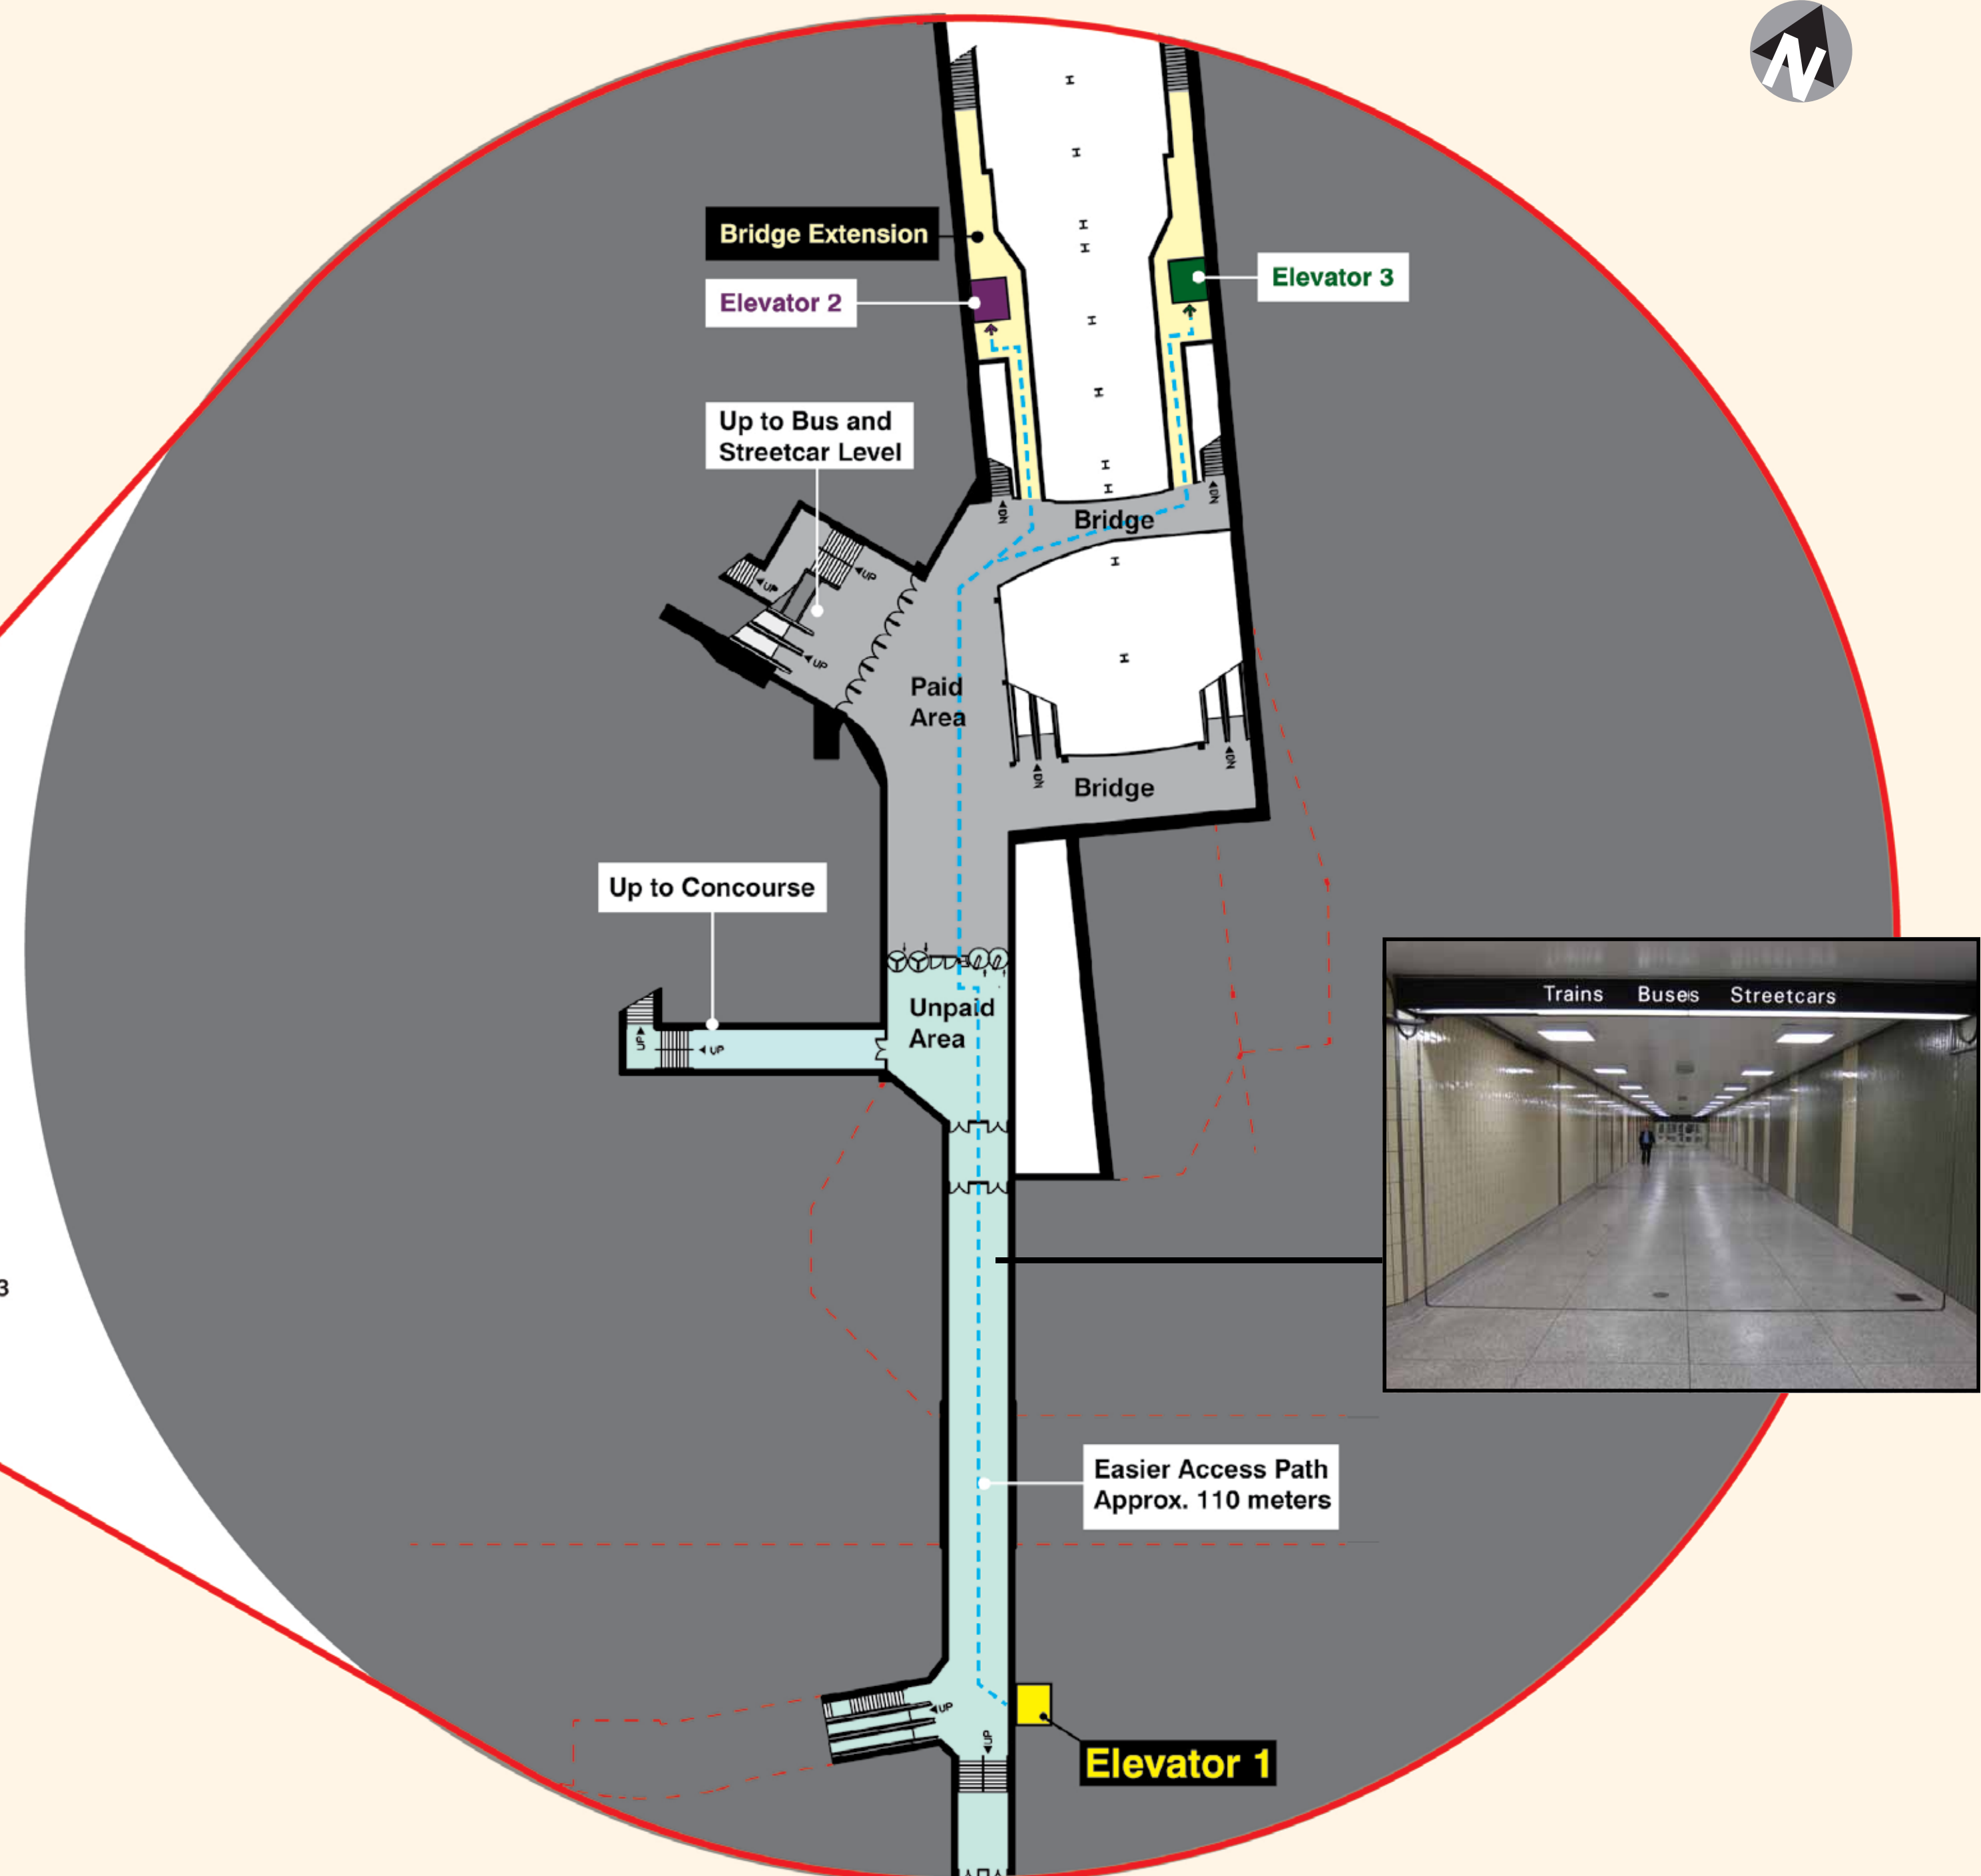 N
Bridge Extension
Elevator 2
Elevator 3
Up to Bus and
Streetcar Level
DN
DN
Bridge
UP
UP
UP
Paid
Area
DN
DN
Bridge
Up to Concourse
Trains Buses Streetcars
Unpaid
Area
UP
UP
3
Easier Access Path
Approx. 110 meters
UP
UP
Elevator 1